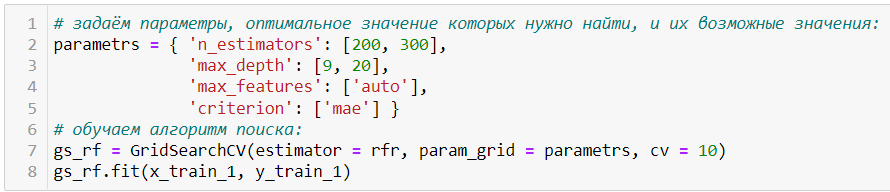 1 # задаём параметры, оптимальное значение которых нужно найти, и их возможные значения:
2 parametrs = { 'n_estimators': [200, 300],
3 'max_depth': [9, 20],
4 'max_features': ['auto'],
5 'criterion': ['mae'] }
6 # обучаем алгоритм поиска:
7 gs_rf = GridSearchCV(estimator = rfr, param_grid = parametrs, cv = 10)
8 gs_rf.fit(x_train_1, y_train_1)